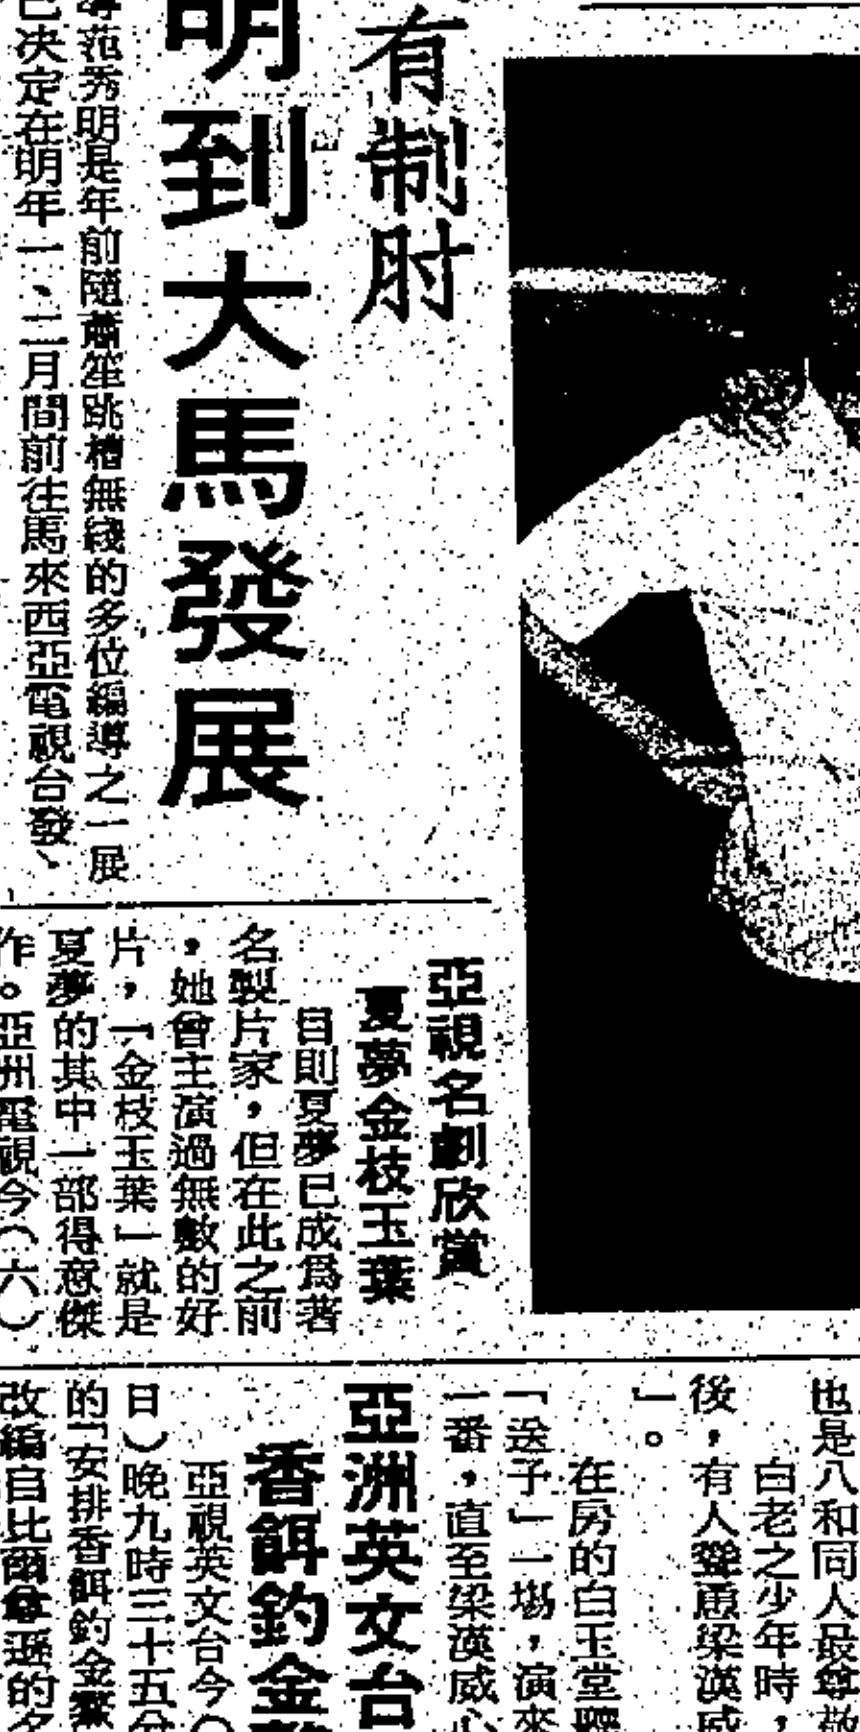 有制肘
明到大馬發展
導范秀明是年前隨蕭笙跳槽無綫的多位編導之一展
已决定在明年一、二月間前往馬來西亞電視台發、
亞視名劇欣賞
夏夢金枝玉葉
目則夏夢已成爲著
名製片家，但在此之前
，她曾主演過無數的好
片，「金枝玉葉」就是
夏夢的其中一部得意傑
作。亞州電視今（六）
也是八和同人最尊敬
白老之少年時，
後，有人聳恿梁漢威
」。
在房的白玉堂聽
「送子」一場，演來
一番，直至梁漢威心
亞洲英文台
香餌釣金
亞視英文台今（
日）晚九時三十五分
的「安排香餌釣金鰲
改編自比爾拿遜的名